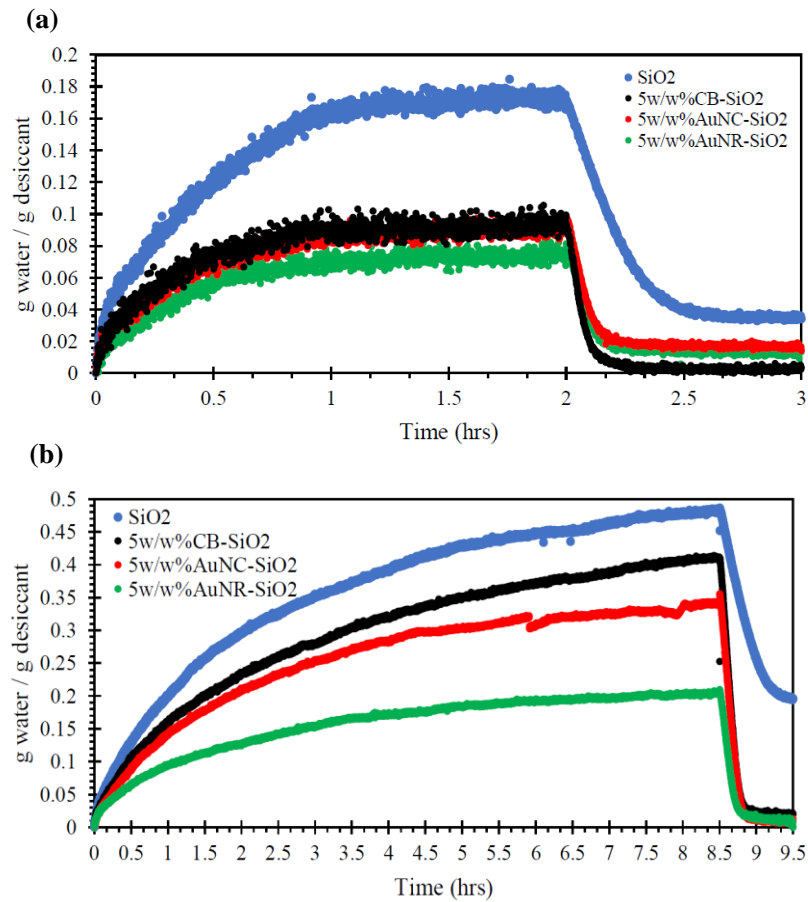 (a)
0.2
0.18
0.16
0.14
0.12
0.1
0.08
0.06
0.04
0.02
0
g water / g desiccant
SiO2
5w/w%CB-SiO2
5w/w%AuNC-SiO2
5w/w%AuNR-SiO2
0 0.5 1 1.5 2 2.5 3
Time (hrs)
(b)
0.5
0.45
0.4
0.35
0.3
0.25
0.2
0.15
0.1
0.05
0
g water / g desiccant
SiO2
5w/w%CB-SiO2
5w/w%AuNC-SiO2
5w/w%AuNR-SiO2
0 0.5 1 1.5 2 2.5 3 3.5 4 4.5 5 5.5 6 6.5 7 7.5 8 8.5 9 9.5
Time (hrs)